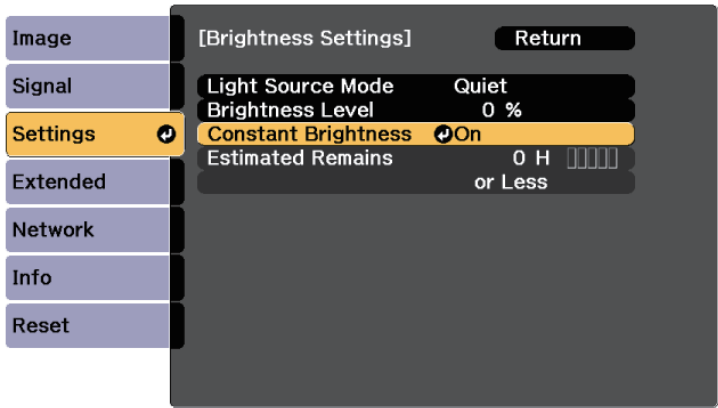 Image
Signal
Settings
Extended
Network
Info
Reset
[Brightness Settings] Return
Light Source Mode Quiet
Brightness Level 0 %
Constant Brightness On
Estimated Remains 0 H
or Less